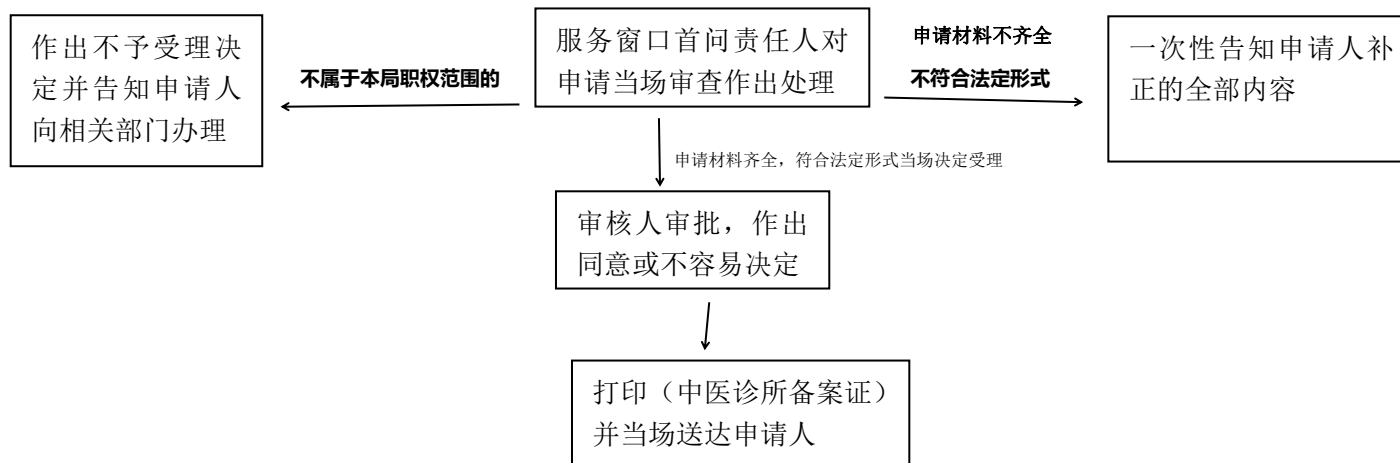 作出不予受理决
定并告知申请人
向相关部门办理
不属于本局职权范围的
服务窗口首问责任人对
申请当场审查作出处理
申请材料不齐全
不符合法定形式
一次性告知申请人补
正的全部内容
申请材料齐全，符合法定形式当场决定受理
审核人审批，作出
同意或不容易决定
打印（中医诊所备案证）
并当场送达申请人